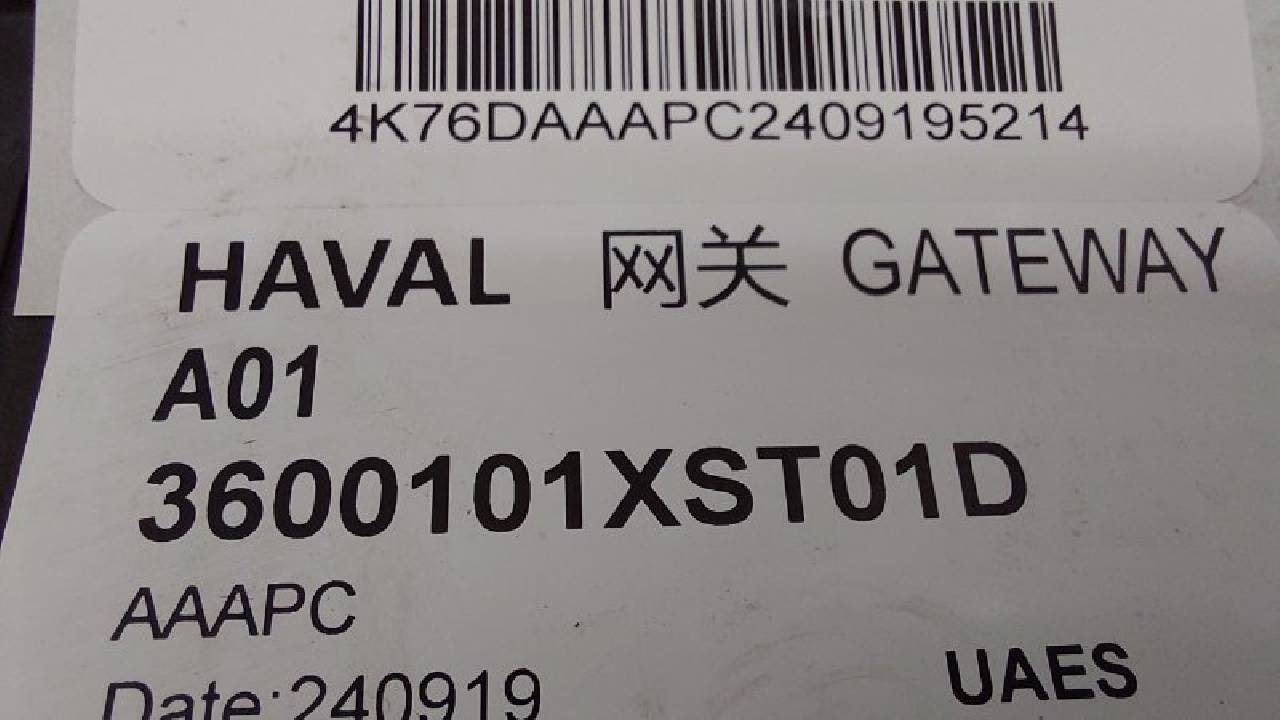 4K76DAAAPC2409195214
HAVAL 网关 GATEWAY
A01
3600101XST01D
AAAPC
UAES
Date:240919